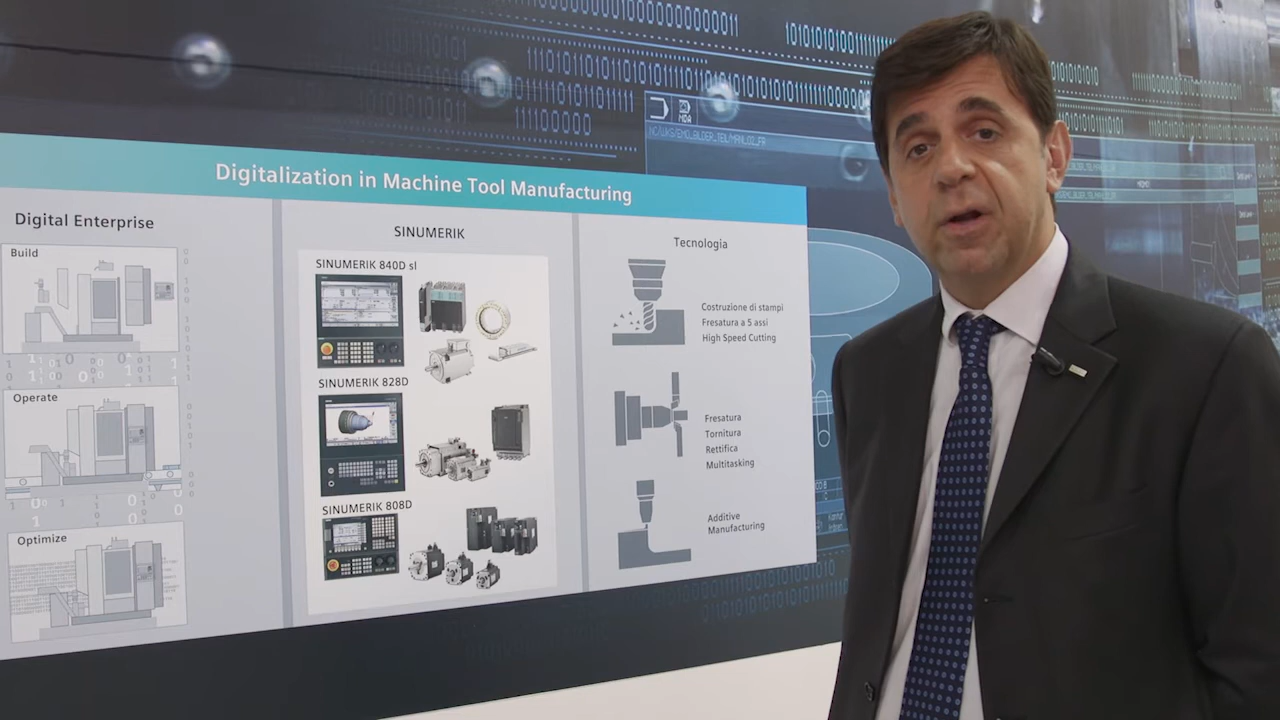 MDA
Digitalization in Machine Tool Manufacturing
Digital Enterprise
Build
Operate
Optimize
SINUMERIK
SINUMERIK 840D sl
SINUMERIK 828D
SINUMERIK 808D
Tecnologia
Costruzione di stampi
Fresatura a 5 assi
High Speed Cutting
Fresatura
Tornitura
Rettifica
Multitasking
Additive
Manufacturing